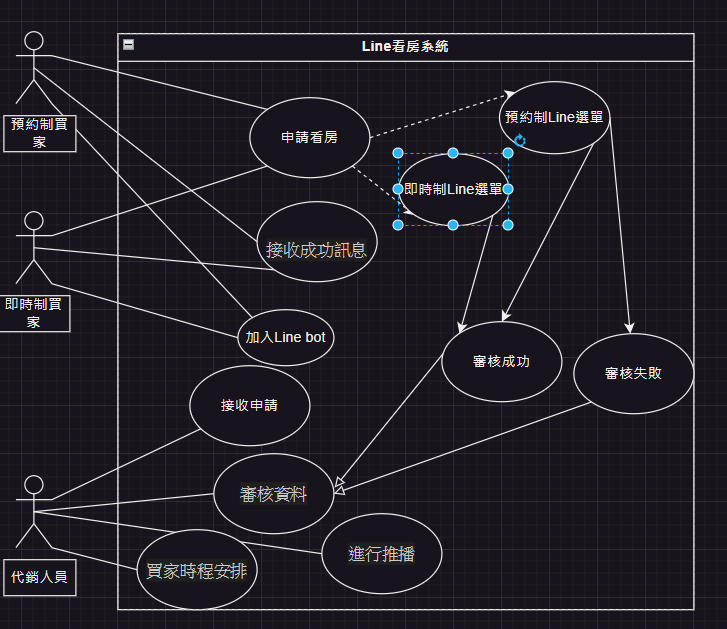 Line看房系統
預約制買
家
申請看房
預約制Line選單
即時制Line選單
接收成功訊息
即時制買
家
加入Line bot
審核成功
審核失敗
接收申請
審核資料
進行推播
買家時程安排
代銷人員